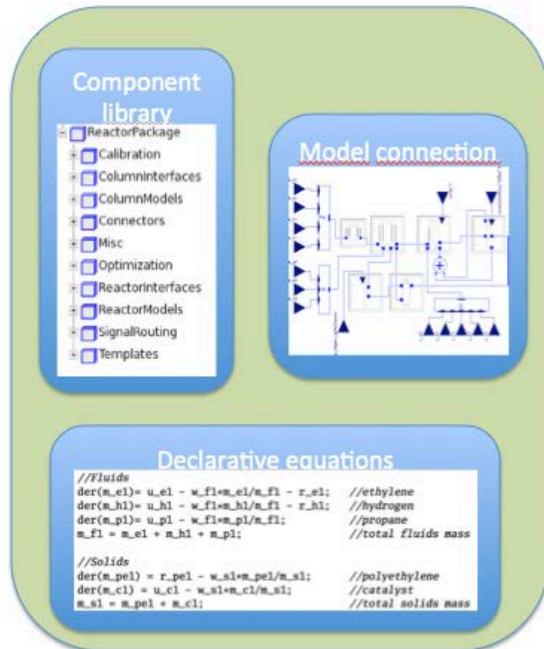 Component
library
ReactorPackage
Calibration
ColumnInterfaces
ColumnModels
Connectors
Misc
Optimization
ReactorInterfaces
ReactorModels
SignalRouting
Templates
Model connection
Declarative equations
//Fluids
der(m_e1)= u_e1 - w_f1*m_e1/m_f1 - r_e1; //ethylene
der(m_h1)= u_h1 - w_f1*m_h1/m_f1 - r_h1; //hydrogen
der(m_p1)= u_p1 - w_f1*m_p1/m_f1; //propane
m_f1 = m_e1 + m_h1 + m_p1; //total fluids mass
//Solids
der(m_pe1) = r_pe1 - w_s1*m_pe1/m_s1; //polyethylene
der(m_c1) = u_c1 - w_s1*m_c1/m_s1; //catalyst
m_s1 = m_pe1 + m_c1; //total solids mass